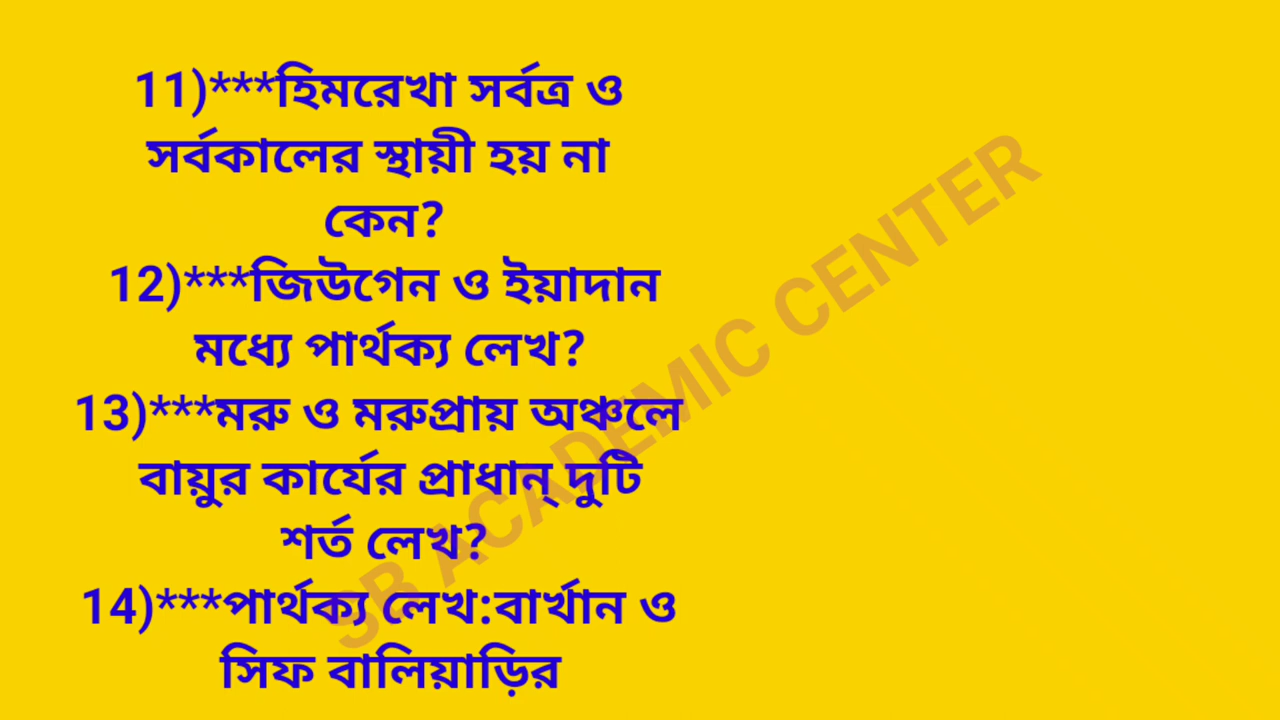 11)***হিমরেখা সর্বত্র ও
সর্বকালের স্থায়ী হয় না
কেন?
12)***জিউগেন ও ইয়াদান
মধ্যে পার্থক্য লেখ?
13)***মরু ও মরুপ্রায় অঞ্চলে
বায়ুর কার্যের প্রাধান্ দুটি
শর্ত লেখ?
14)***পার্থক্য লেখ:বার্খান ও
সিফ বালিয়াড়ির
SB ACADEMIC CENTER